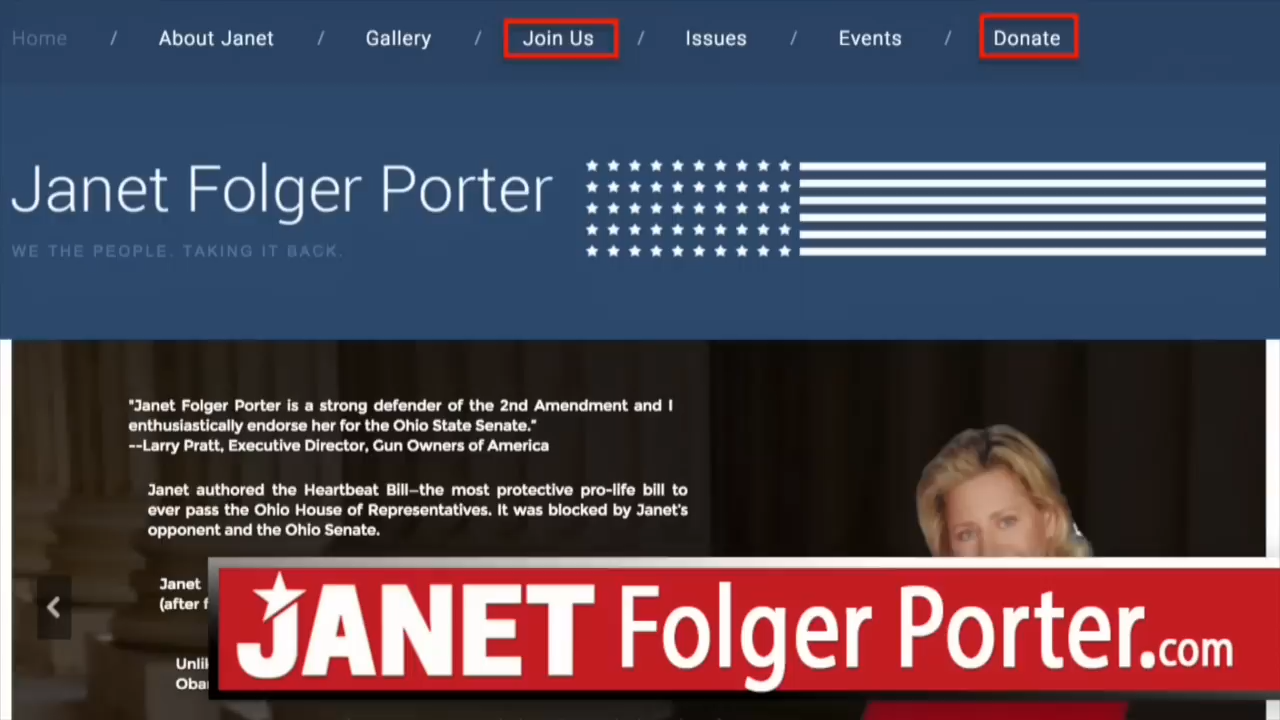 Home / About Janet / Gallery / Join Us / Issues / Events / Donate
Janet Folger Porter
WE THE PEOPLE. TAKING IT BACK.
"Janet Folger Porter is a strong defender of the 2nd Amendment and I
enthusiastically endorse her for the Ohio State Senate."
--Larry Pratt, Executive Director, Gun Owners of America
Janet authored the Heartbeat Bill—the most protective pro-life bill to
ever pass the Ohio House of Representatives. It was blocked by Janet's
opponent and the Ohio Senate.
Janet
(after
JANET Folger Porter.com